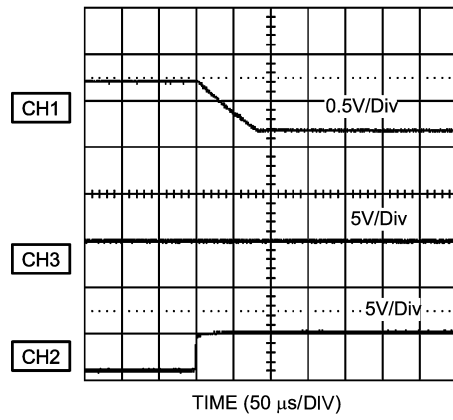 CH1
0.5V/Div
5V/Div
CH3
5V/Div
CH2
TIME (50 µs/DIV)